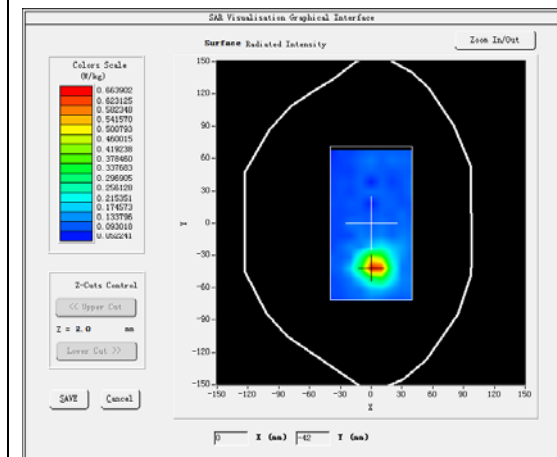 SAR Visualisation Graphical Interface
Surface Radiated Intensity
Zoom In/Out
Colors Scale
(W/kg)
0.663902
0.623125
0.582348
0.541570
0.500793
0.460015
0.419238
0.378460
0.337683
0.296905
0.256128
0.215351
0.174573
0.133796
0.093018
0.052241
150
120
90
60
30
0
-30
-60
-90
-120
-150
Y
-150 -120 -90 -60 -30 0 30 60 90 120 150
X
Z-Cuts Control
<< Upper Cut
Z = 2.0 mm
Lower Cut >>
SAVE Cancel
0 X (mm) -42 Y (mm)